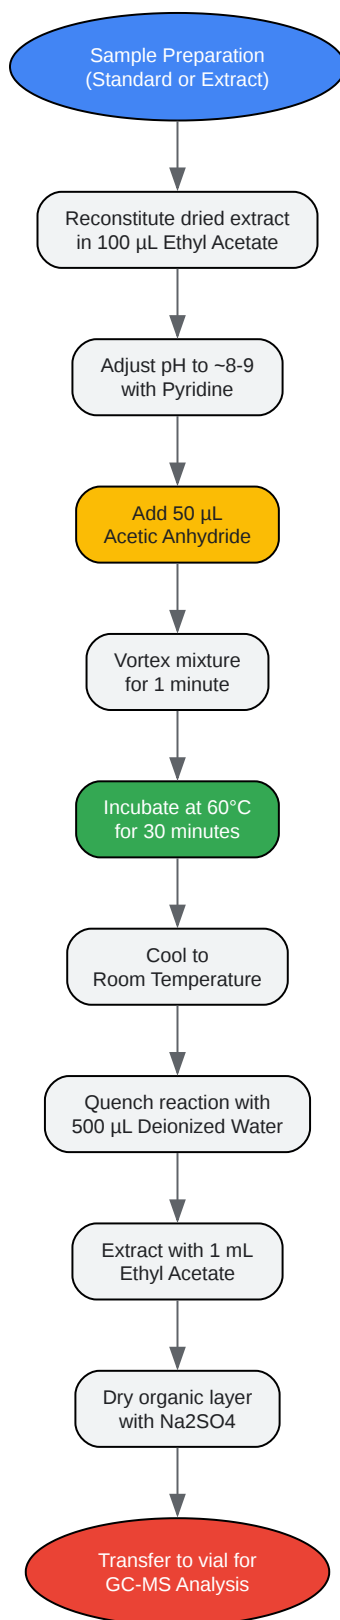 Sample Preparation
(Standard or Extract)
Reconstitute dried extract
in 100 µL Ethyl Acetate
Adjust pH to ~8-9
with Pyridine
Add 50 µL
Acetic Anhydride
Vortex mixture
for 1 minute
Incubate at 60°C
for 30 minutes
Cool to
Room Temperature
Quench reaction with
500 µL Deionized Water
Extract with 1 mL
Ethyl Acetate
Dry organic layer
with Na2SO4
Transfer to vial for
GC-MS Analysis